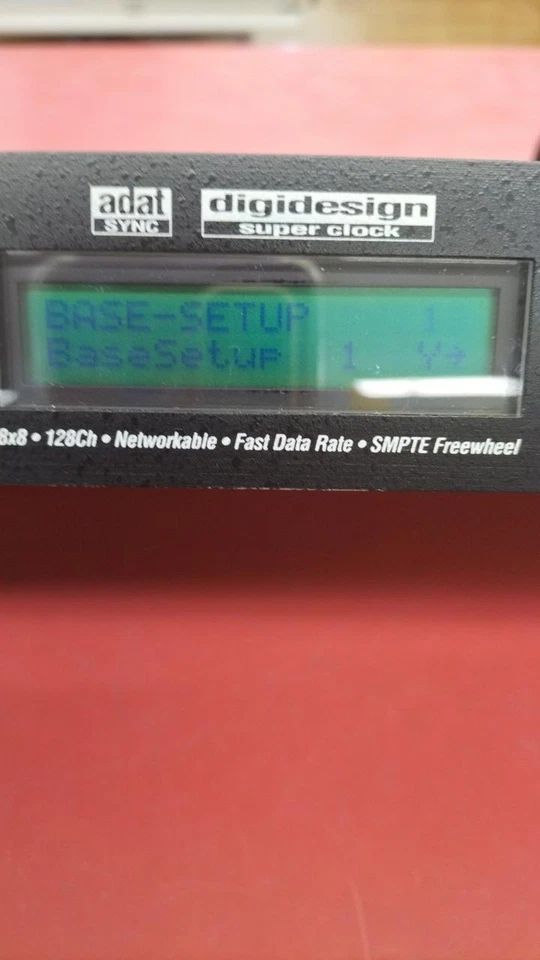 adat
SYNC
digidesign
super clock
BASE-SETUP 1
BaseSetup 1 Y→
8x8 • 128Ch • Networkable • Fast Data Rate • SMPTE Freewheel